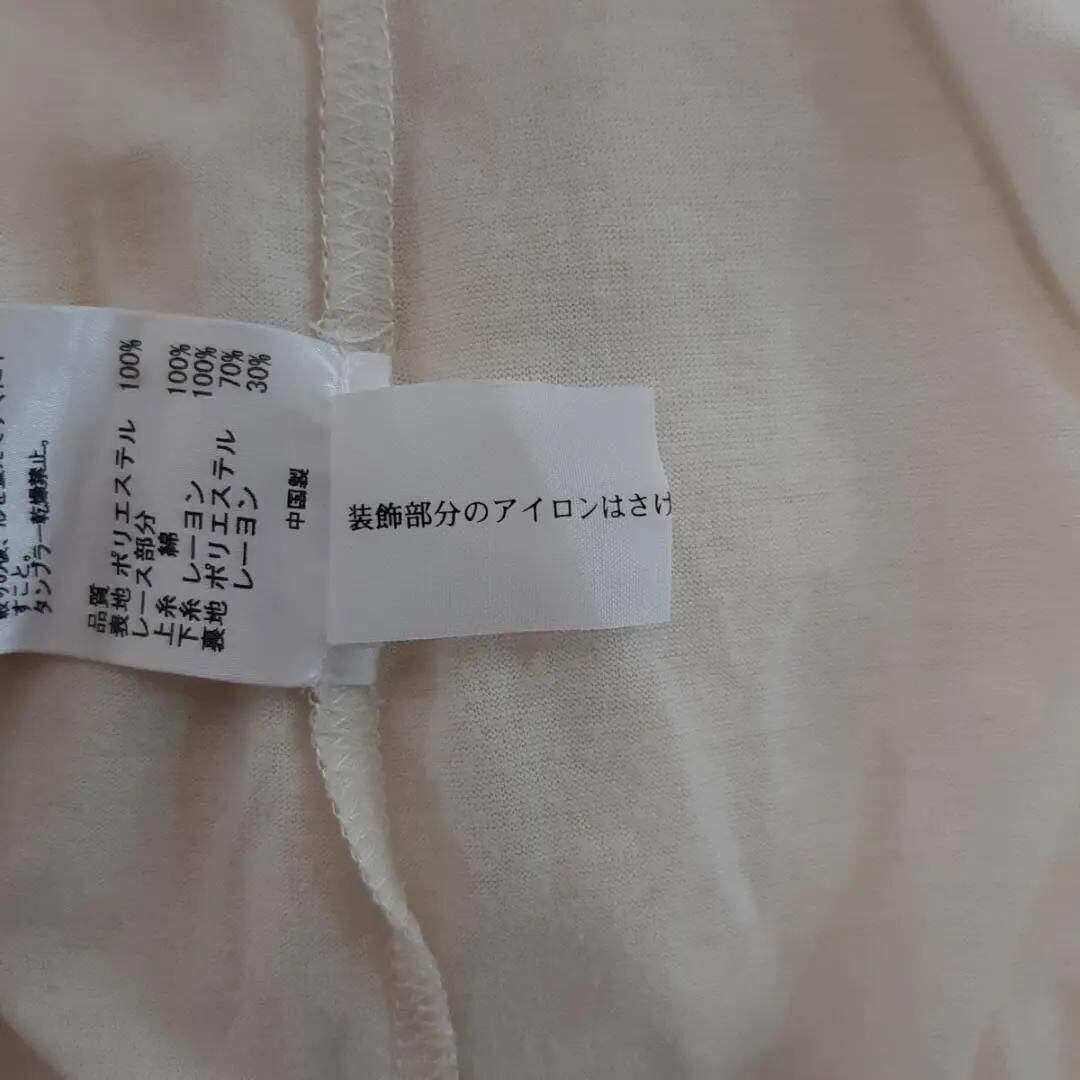 すこと。
タンブラー乾燥禁止。
品質
表地 ポリエステル 100%
レース部分
上糸 綿 100%
下糸 レーヨン 100%
裏地 ポリエステル 70%
レーヨン 30%
中国製
装飾部分のアイロンはさけ